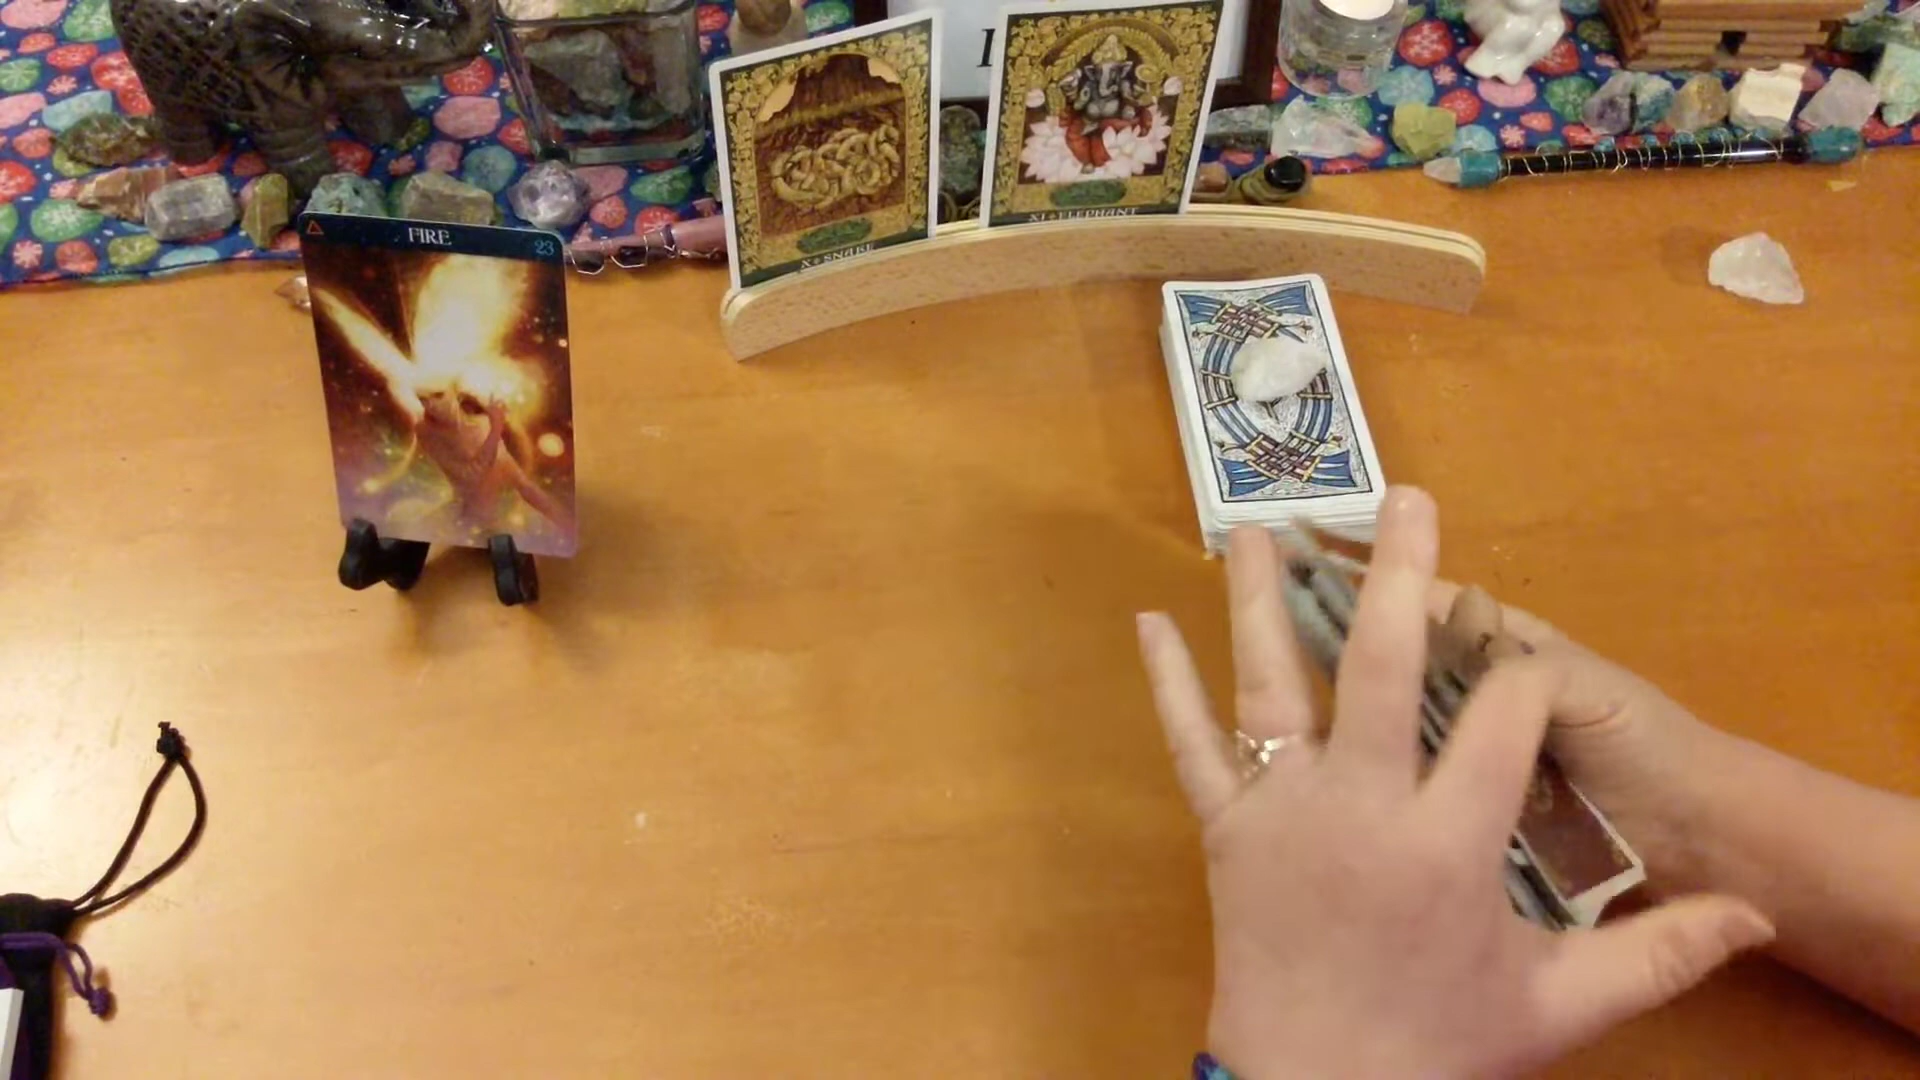 FIRE
23
X ♦ SNAKE
XI ♦ ELEPHANT